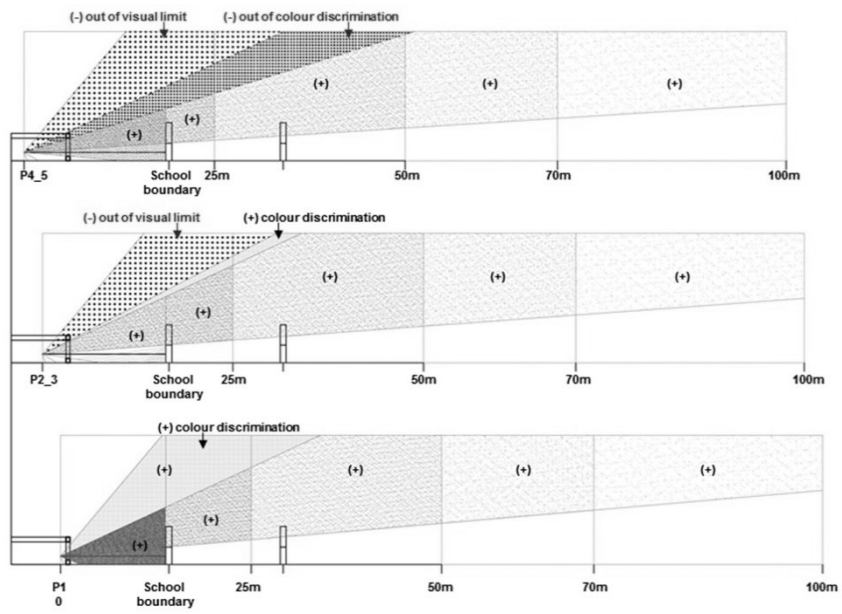 (-) out of visual limit (-) out of colour discrimination
(+) (+) (+) (+) (+)
P4_5 School boundary 25m 50m 70m 100m
(-) out of visual limit (+) colour discrimination
(+) (+) (+) (+) (+)
P2_3 School boundary 25m 50m 70m 100m
(+) colour discrimination
(+) (+) (+) (+)
(+) (+)
P1 School 25m 50m 70m 100m
0 boundary